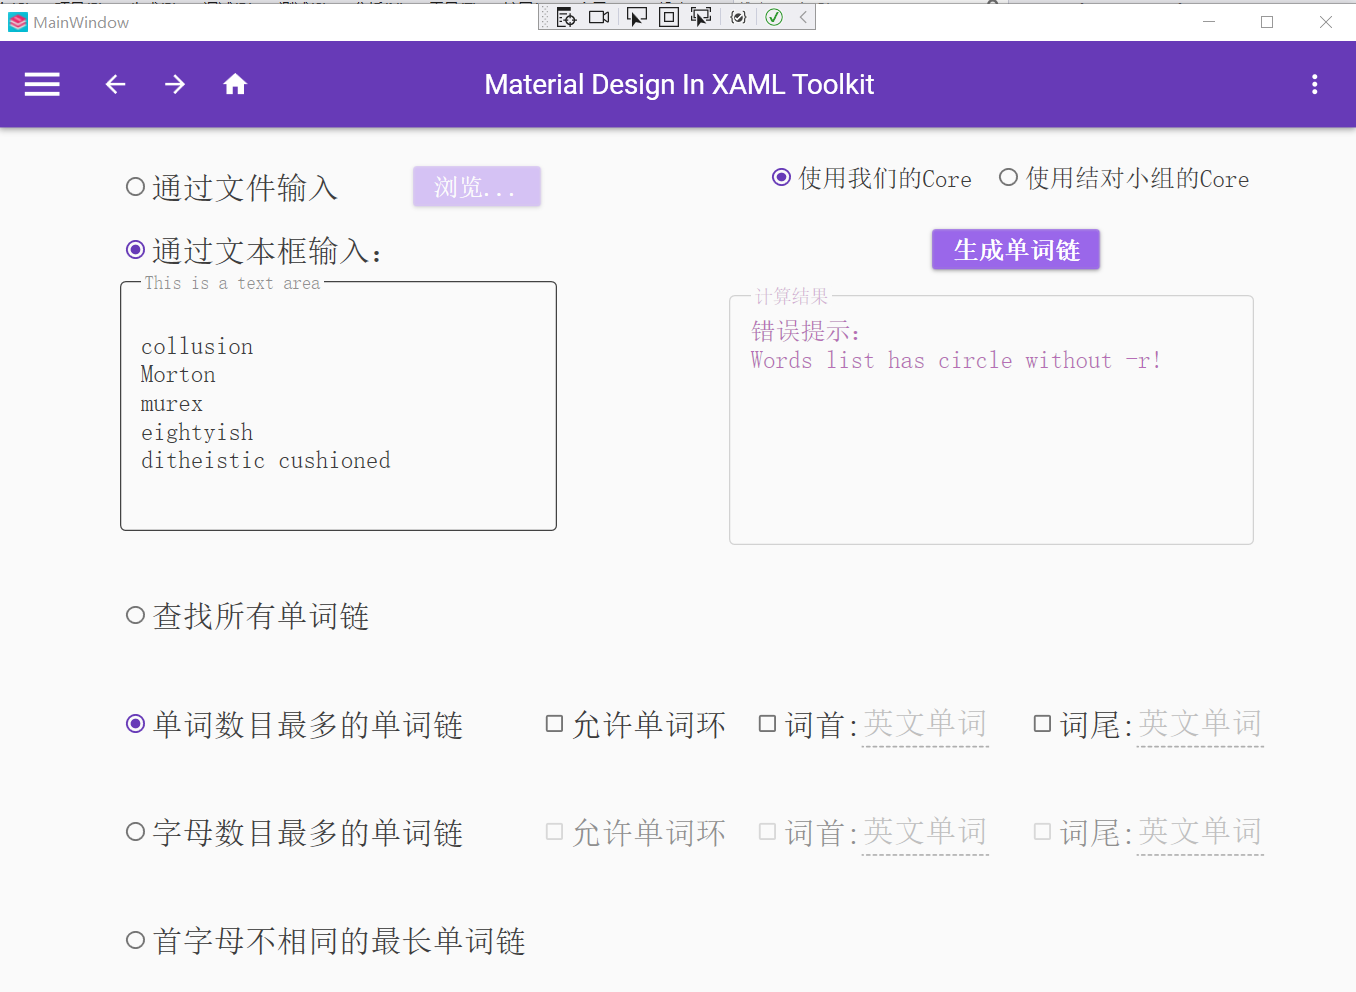 MainWindow
Material Design In XAML Toolkit
通过文件输入
浏览...
使用我们的Core
使用结对小组的Core
通过文本框输入：
生成单词链
This is a text area
collusion
Morton
murex
eightyish
ditheistic cushioned
计算结果
错误提示：
Words list has circle without -r!
查找所有单词链
单词数目最多的单词链
允许单词环
词首:
英文单词
词尾:
英文单词
字母数目最多的单词链
允许单词环
词首:
英文单词
词尾:
英文单词
首字母不相同的最长单词链